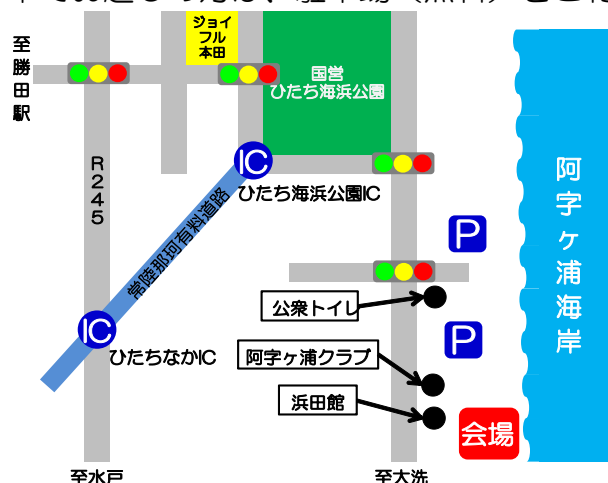 ジョイ
フル
本田
国営
ひたち海浜公園
至勝田駅
IC
ひたち海浜公園IC
R245
常陸那珂有料道路
阿字ヶ浦海岸
P
公衆トイレ
IC
ひたちなかIC
P
阿字ヶ浦クラブ
浜田館
会場
至水戸
至大洗